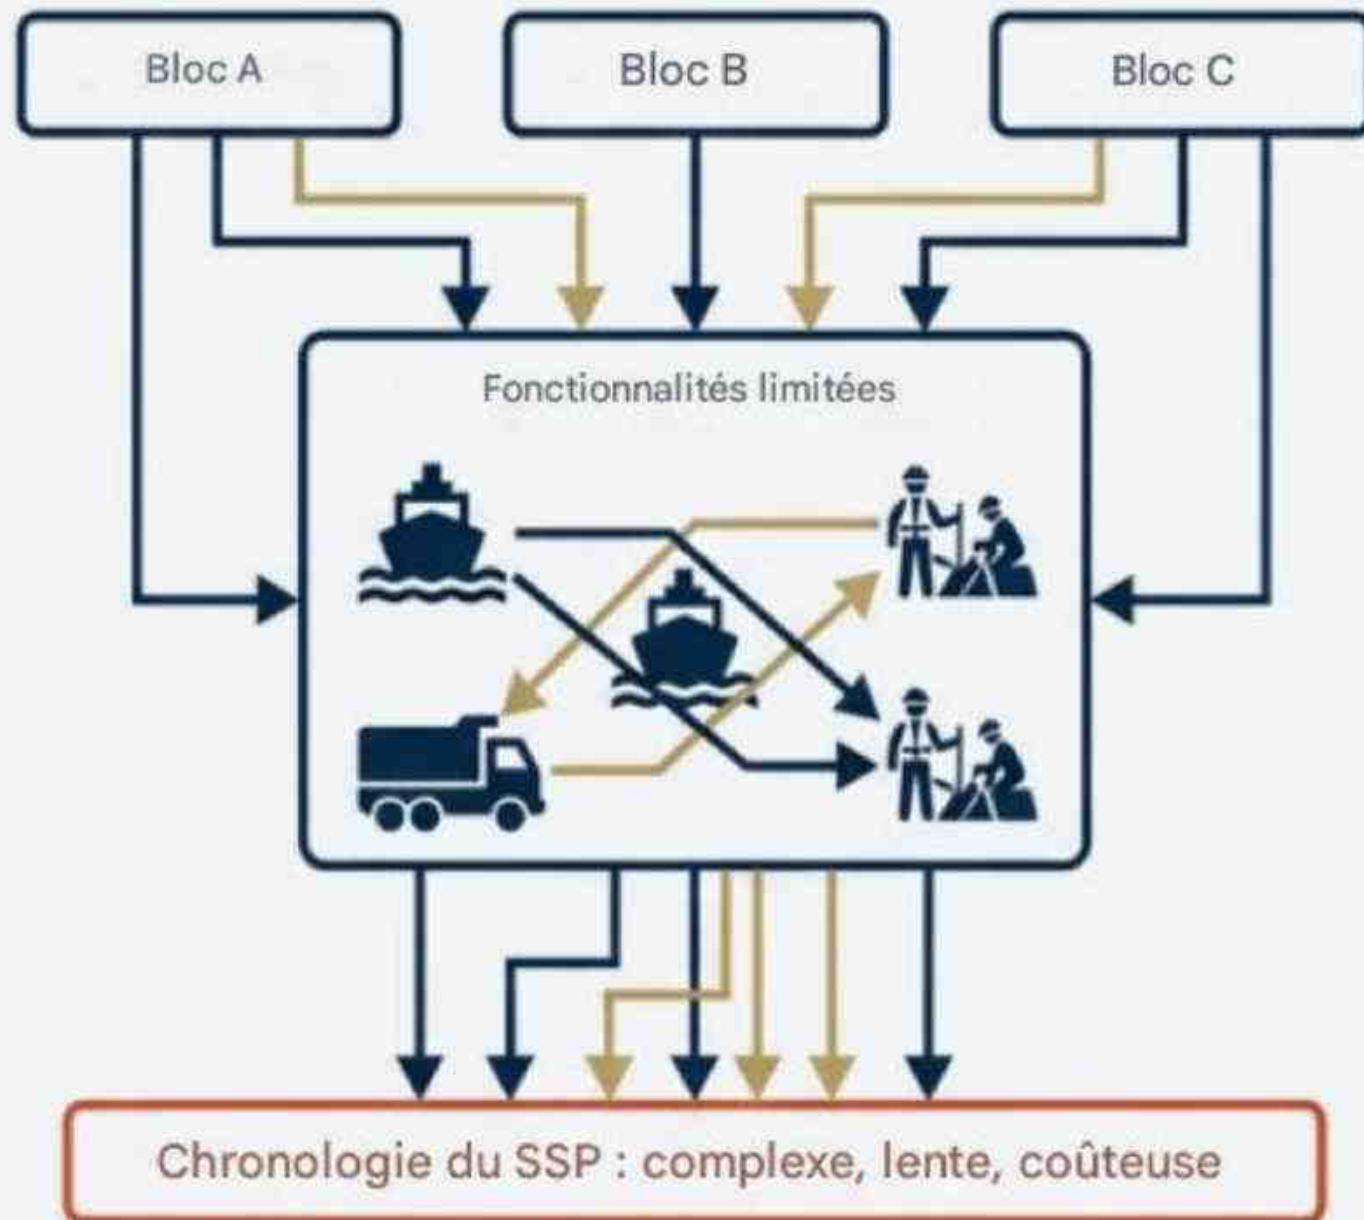 Bloc A
Bloc B
Bloc C
Fonctionnalités limitées
Chronologie du SSP : complexe, lente, coûteuse